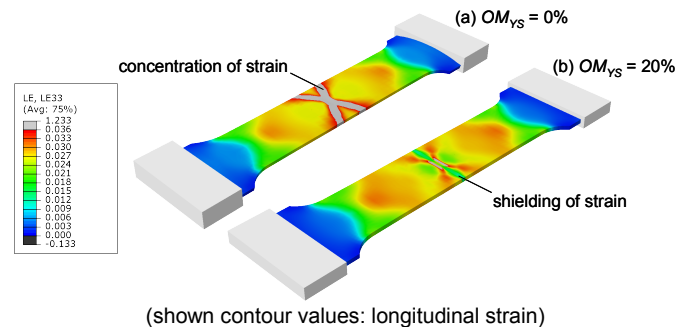 (a) OM_YS = 0%
concentration of strain
(b) OM_YS = 20%
LE, LE33
(Avg: 75%)
1.233
0.036
0.033
0.030
0.027
0.024
0.021
0.018
0.015
0.012
0.009
0.006
0.003
0.000
-0.133
shielding of strain
(shown contour values: longitudinal strain)